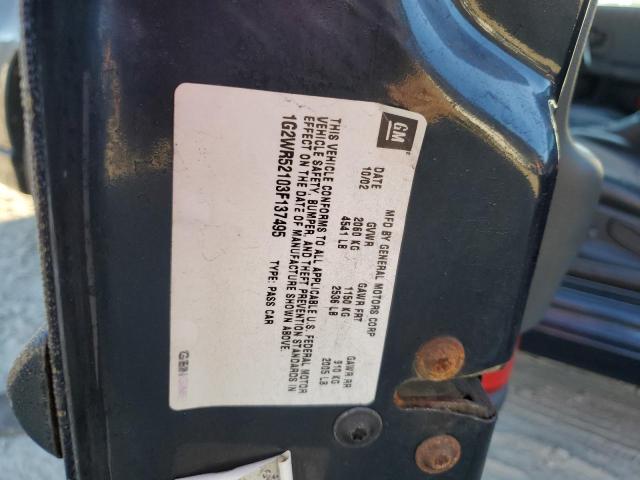 GM
MFD BY GENERAL MOTORS CORP
DATE GVWR GAWR FRT GAWR RR
10/02 2060 KG 1150 KG 910 KG
4541 LB 2536 LB 2005 LB
THIS VEHICLE CONFORMS TO ALL APPLICABLE U.S. FEDERAL MOTOR
VEHICLE SAFETY, BUMPER, AND THEFT PREVENTION STANDARDS IN
EFFECT ON THE DATE OF MANUFACTURE SHOWN ABOVE.
1G2WR52103F137495 TYPE: PASS CAR